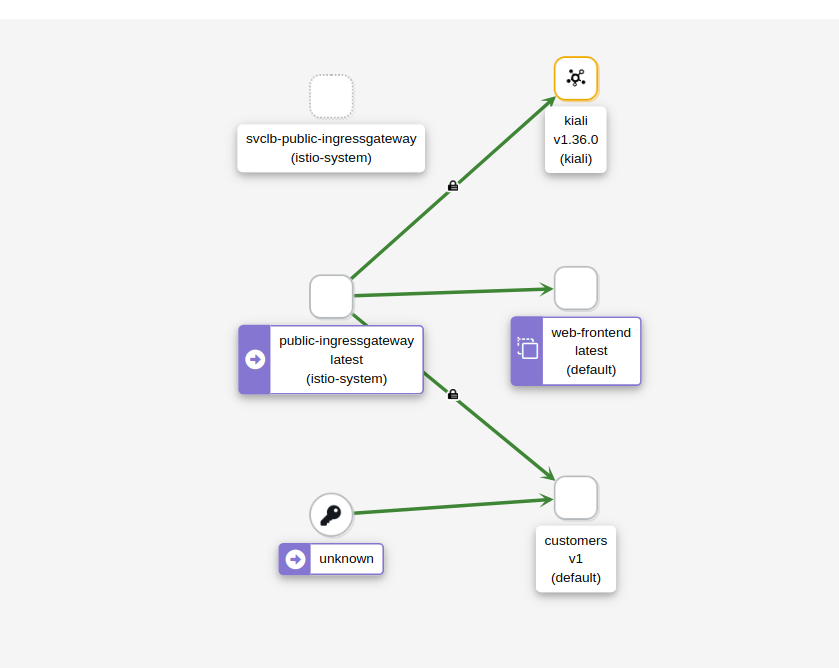 svclb-public-ingressgateway
(istio-system)
kiali
v1.36.0
(kiali)
public-ingressgateway
latest
(istio-system)
web-frontend
latest
(default)
unknown
customers
v1
(default)